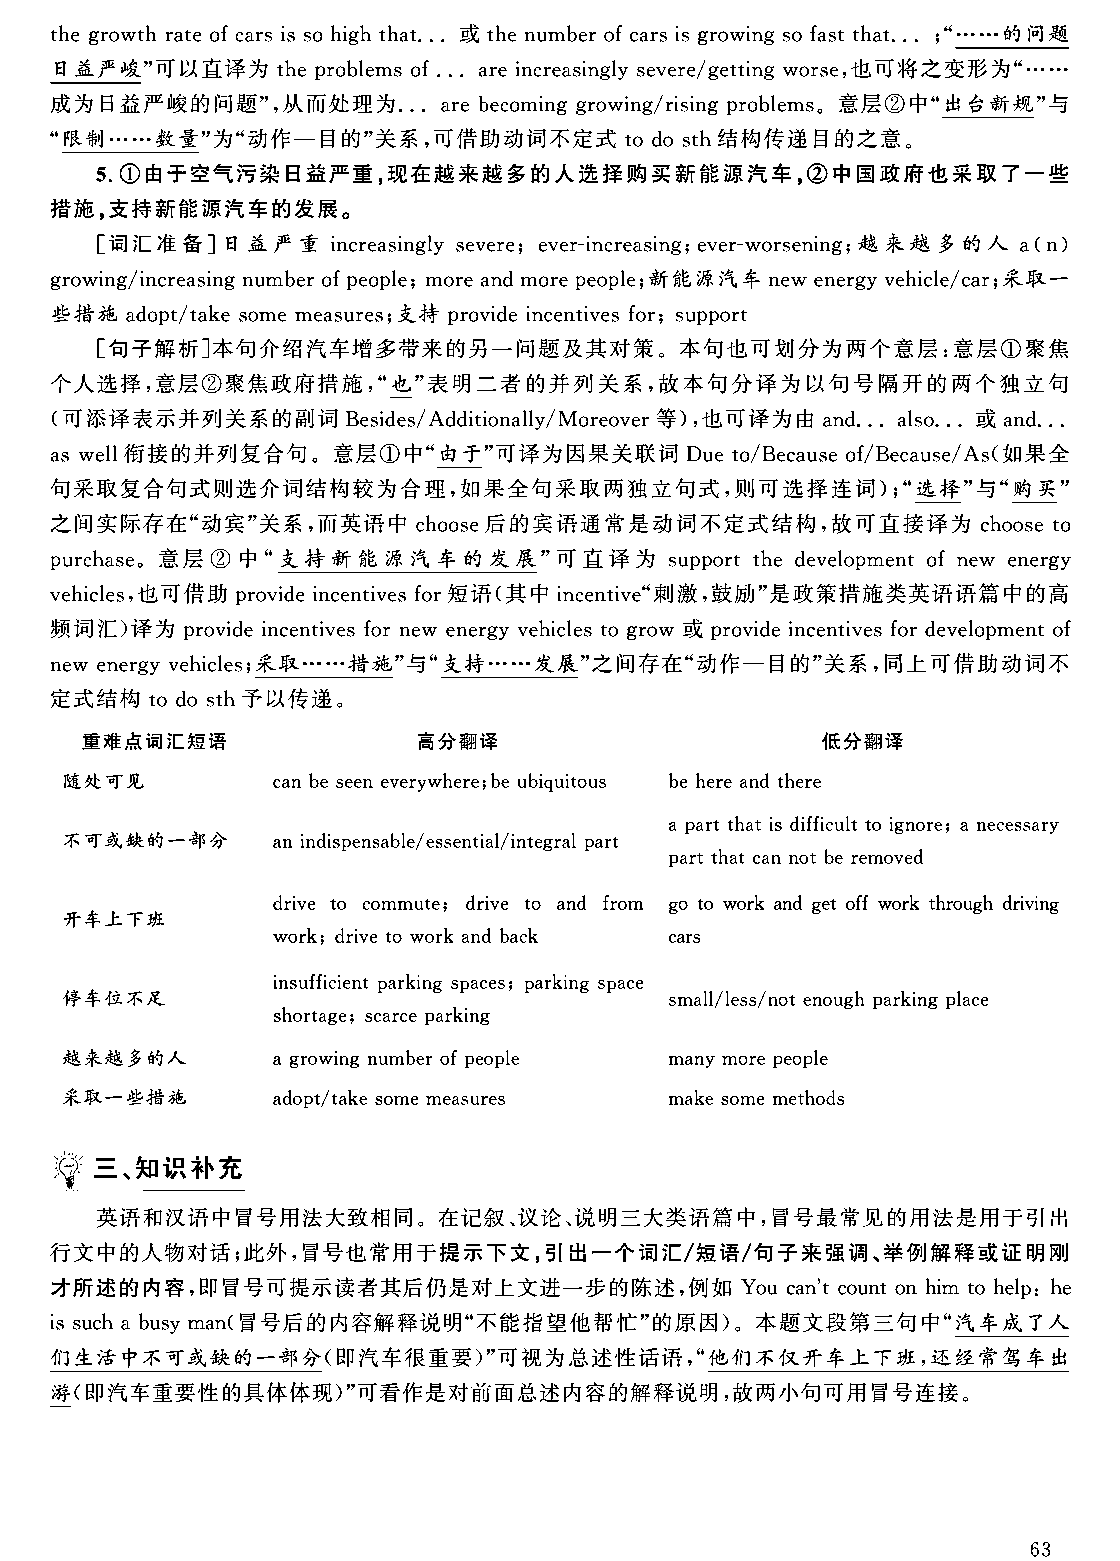 the growth rate of cars is so high that... 或 the number of cars is growing so fast that... ;“……的问题
日益严峻”可以直译为 the problems of ... are increasingly severe/getting worse,也可将之变形为“……
成为日益严峻的问题”,从而处理为... are becoming growing/rising problems。意层②中“出台新规”与
“限制……数量”为“动作—目的”关系,可借助动词不定式 to do sth 结构传递目的之意。
5. ①由于空气污染日益严重,现在越来越多的人选择购买新能源汽车,②中国政府也采取了一些
措施,支持新能源汽车的发展。
[词汇准备]日益严重 increasingly severe; ever-increasing; ever-worsening;越来越多的人 a(n)
growing/increasing number of people; more and more people;新能源汽车 new energy vehicle/car;采取一
些措施 adopt/take some measures;支持 provide incentives for; support
[句子解析]本句介绍汽车增多带来的另一问题及其对策。本句也可划分为两个意层:意层①聚焦
个人选择,意层②聚焦政府措施,“也”表明二者的并列关系,故本句分译为以句号隔开的两个独立句
(可添译表示并列关系的副词 Besides/Additionally/Moreover 等),也可译为由 and... also... 或 and...
as well 衔接的并列复合句。意层①中“由于”可译为因果关联词 Due to/Because of/Because/As(如果全
句采取复合句式则选介词结构较为合理,如果全句采取两独立句式,则可选择连词);“选择”与“购买”
之间实际存在“动宾”关系,而英语中 choose 后的宾语通常是动词不定式结构,故可直接译为 choose to
purchase。意层②中“支持新能源汽车的发展”可直译为 support the development of new energy
vehicles,也可借助 provide incentives for 短语(其中 incentive“刺激,鼓励”是政策措施类英语语篇中的高
频词汇)译为 provide incentives for new energy vehicles to grow 或 provide incentives for development of
new energy vehicles;采取……措施”与“支持……发展”之间存在“动作—目的”关系,同上可借助动词不
定式结构 to do sth 予以传递。
重难点词汇短语 高分翻译 低分翻译
随处可见 can be seen everywhere;be ubiquitous be here and there
不可或缺的一部分 an indispensable/essential/integral part a part that is difficult to ignore; a necessary
part that can not be removed
开车上下班 drive to commute; drive to and from go to work and get off work through driving
work; drive to work and back cars
停车位不足 insufficient parking spaces; parking space small/less/not enough parking place
shortage; scarce parking
越来越多的人 a growing number of people many more people
采取一些措施 adopt/take some measures make some methods
三、知识补充
英语和汉语中冒号用法大致相同。在记叙、议论、说明三大类语篇中,冒号最常见的用法是用于引出
行文中的人物对话;此外,冒号也常用于提示下文,引出一个词汇/短语/句子来强调、举例解释或证明刚
才所述的内容,即冒号可提示读者其后仍是对上文进一步的陈述,例如 You can't count on him to help: he
is such a busy man(冒号后的内容解释说明“不能指望他帮忙”的原因)。本题文段第三句中“汽车成了人
们生活中不可或缺的一部分(即汽车很重要)”可视为总述性话语,“他们不仅开车上下班,还经常驾车出
游(即汽车重要性的具体体现)”可看作是对前面总述内容的解释说明,故两小句可用冒号连接。
63